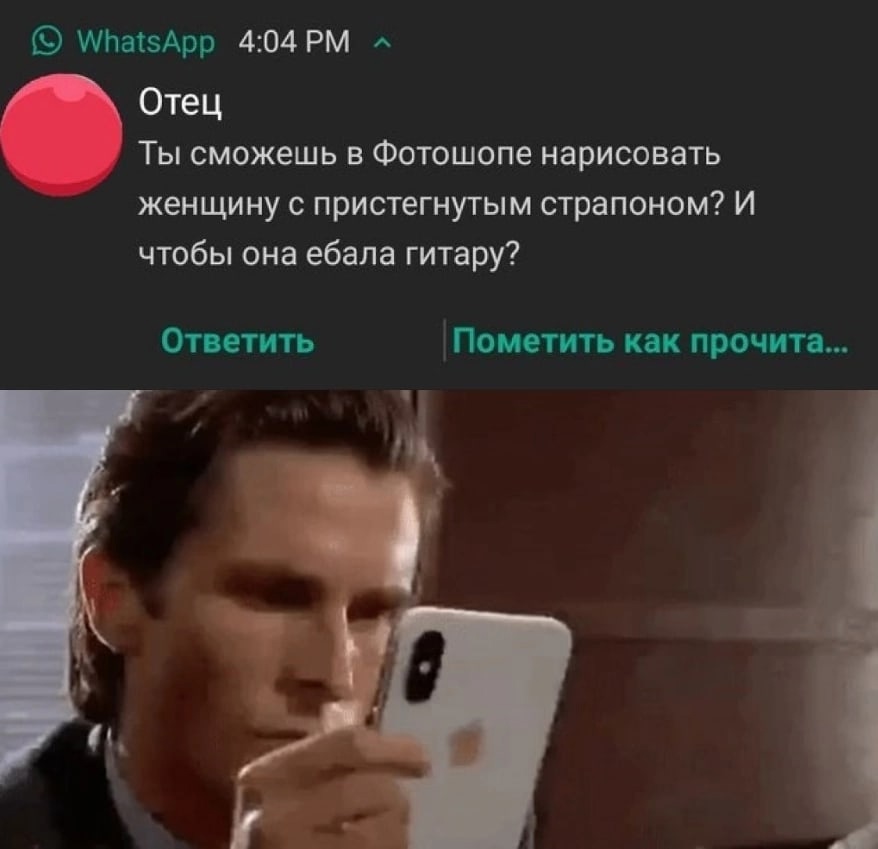 WhatsApp 4:04 PM
Отец
Ты сможешь в Фотошопе нарисовать
женщину с пристегнутым страпоном? И
чтобы она ебала гитару?
Ответить Пометить как прочита...